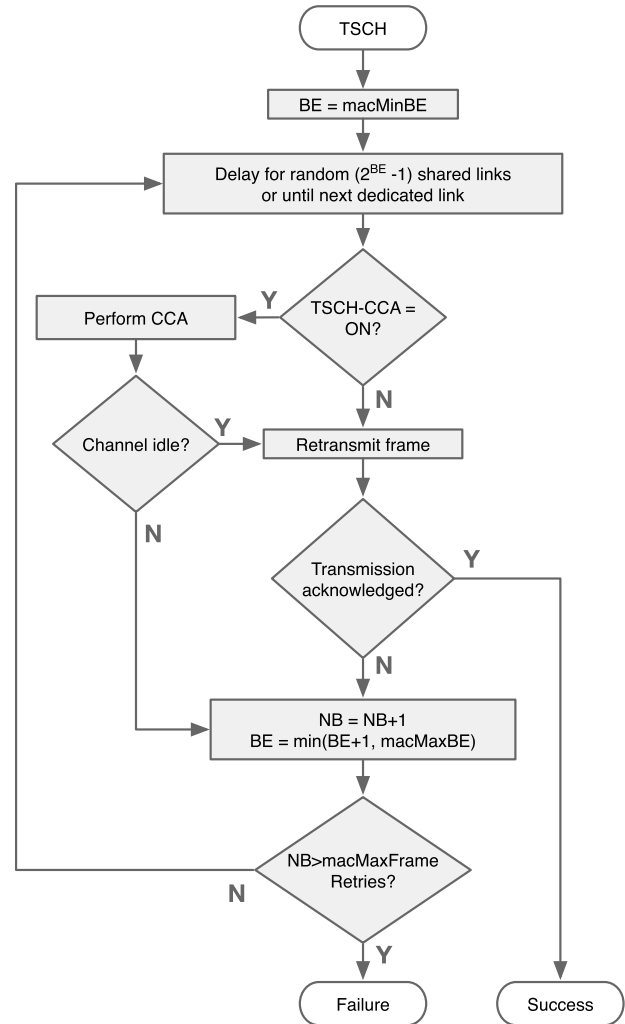 TSCH
BE = macMinBE
Delay for random (2^BE -1) shared links
or until next dedicated link
TSCH-CCA =
ON?
Y
Perform CCA
N
Channel idle?
Y
Retransmit frame
N
Transmission
acknowledged?
Y
N
NB = NB+1
BE = min(BE+1, macMaxBE)
NB>macMaxFrame
Retries?
N
Y
Failure
Success